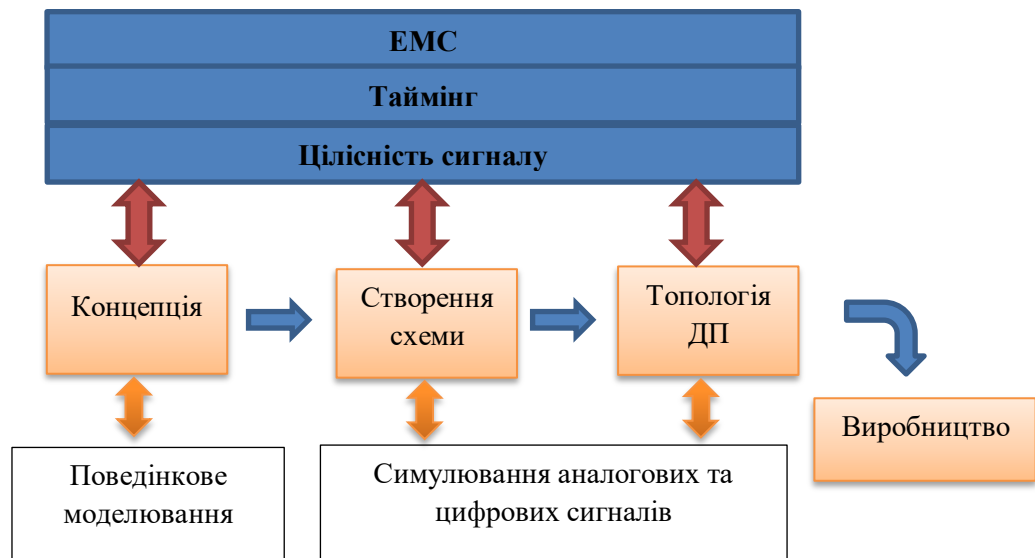 ЕМС
Таймінг
Цілісність сигналу
Концепція
Створення
схеми
Топологія
ДП
Виробництво
Поведінкове
моделювання
Симулювання аналогових та
цифрових сигналів